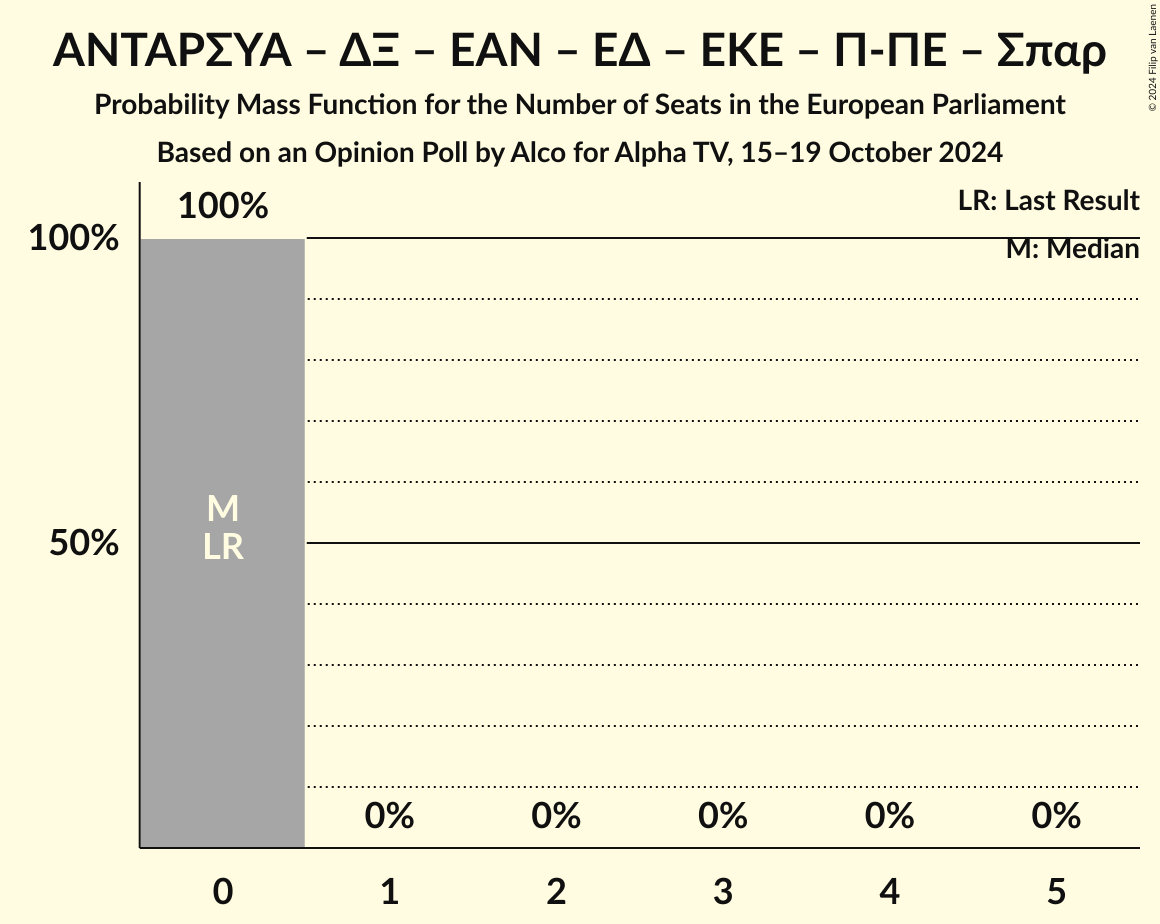 ΑΝΤΑΡΣΥΑ – ΔΞ – ΕΑΝ – ΕΔ – ΕΚΕ – Π-ΠΕ – Σπαρ
Probability Mass Function for the Number of Seats in the European Parliament
Based on an Opinion Poll by Alco for Alpha TV, 15–19 October 2024
© 2024 Filip van Laenen
LR: Last Result
M: Median
100%
100%
50%
M
LR
0%
0%
0%
0%
0%
0
1
2
3
4
5